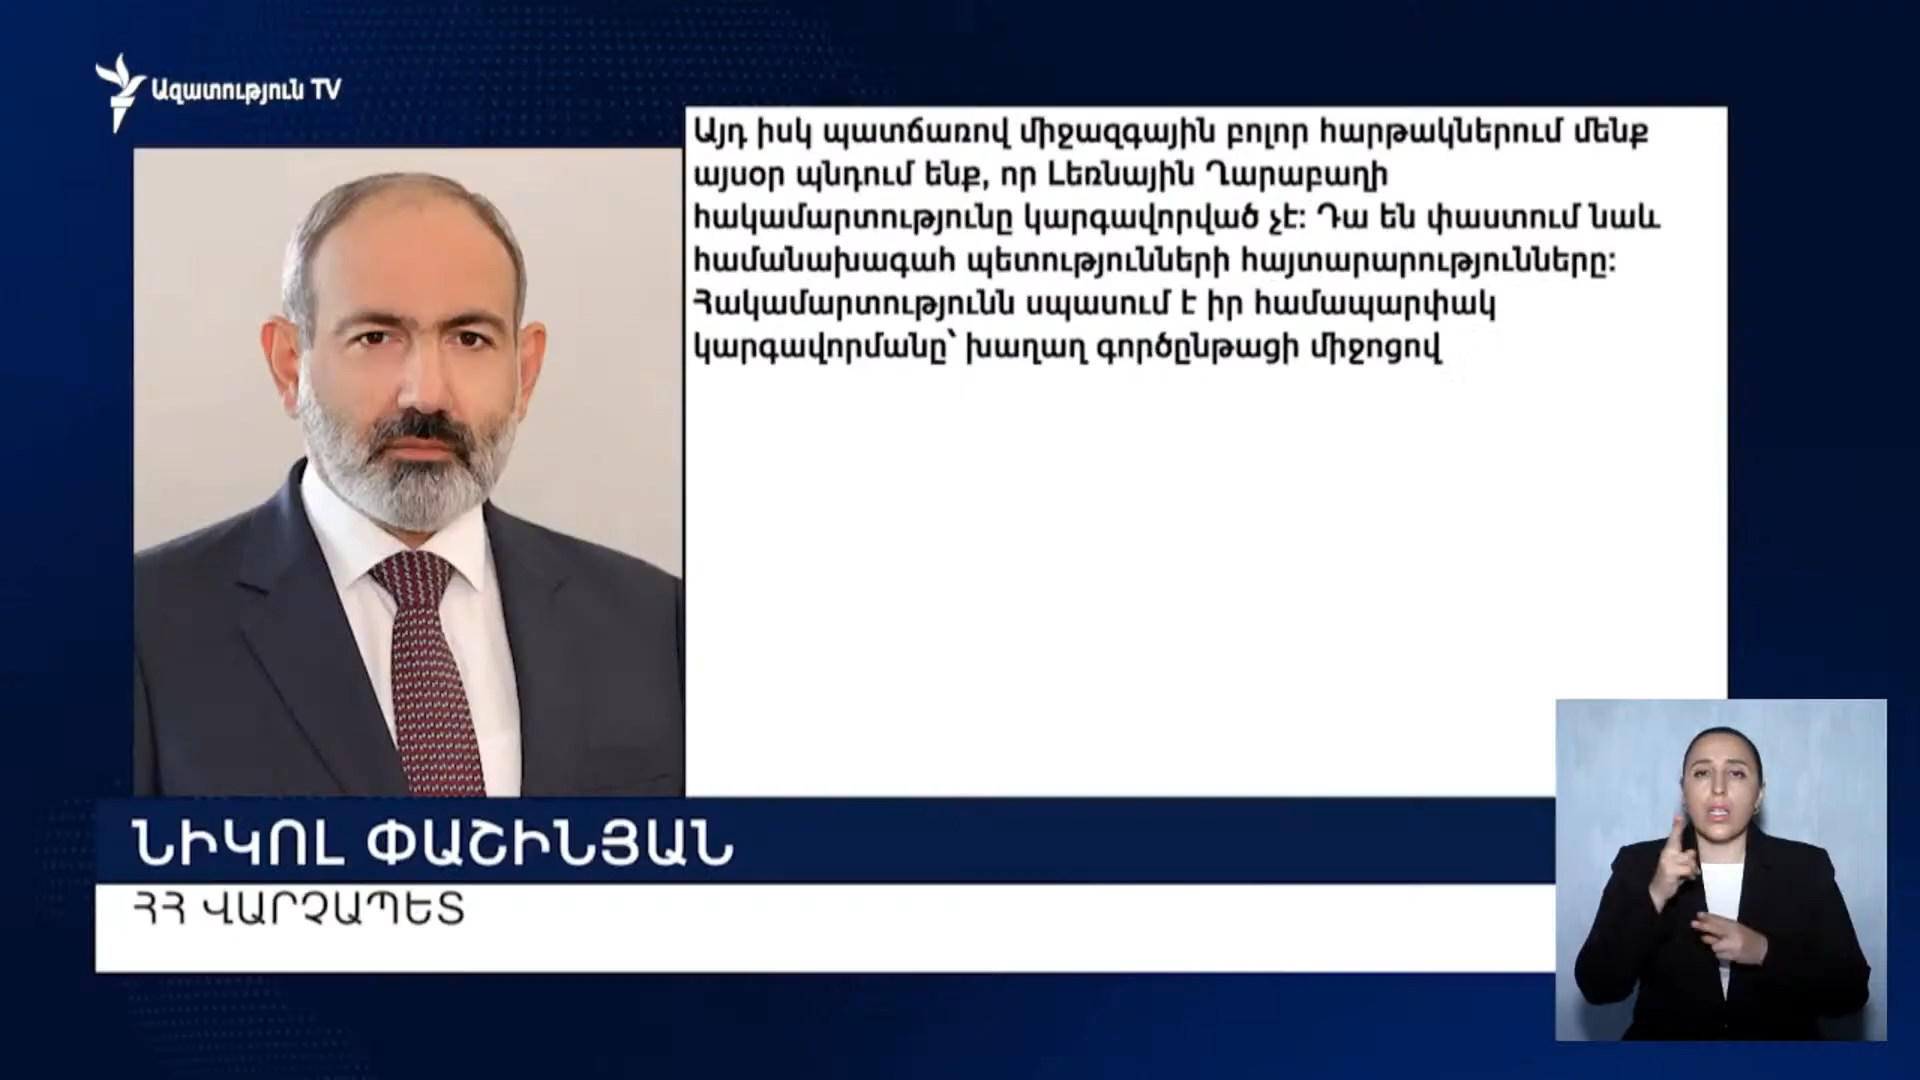 Ազատություն TV
Այդ իսկ պատճառով միջազգային բոլոր հարթակներում մենք
այսօր պնդում ենք, որ Լեռնային Ղարաբաղի
հակամարտությունը կարգավորված չէ։ Դա են փաստում նաև
համանախագահ պետությունների հայտարարությունները։
Հակամարտությունն սպասում է իր համապարփակ
կարգավորմանը՝ խաղաղ գործընթացի միջոցով
ՆԻԿՈԼ ՓԱՇԻՆՅԱՆ
ՀՀ ՎԱՐՉԱՊԵՏ